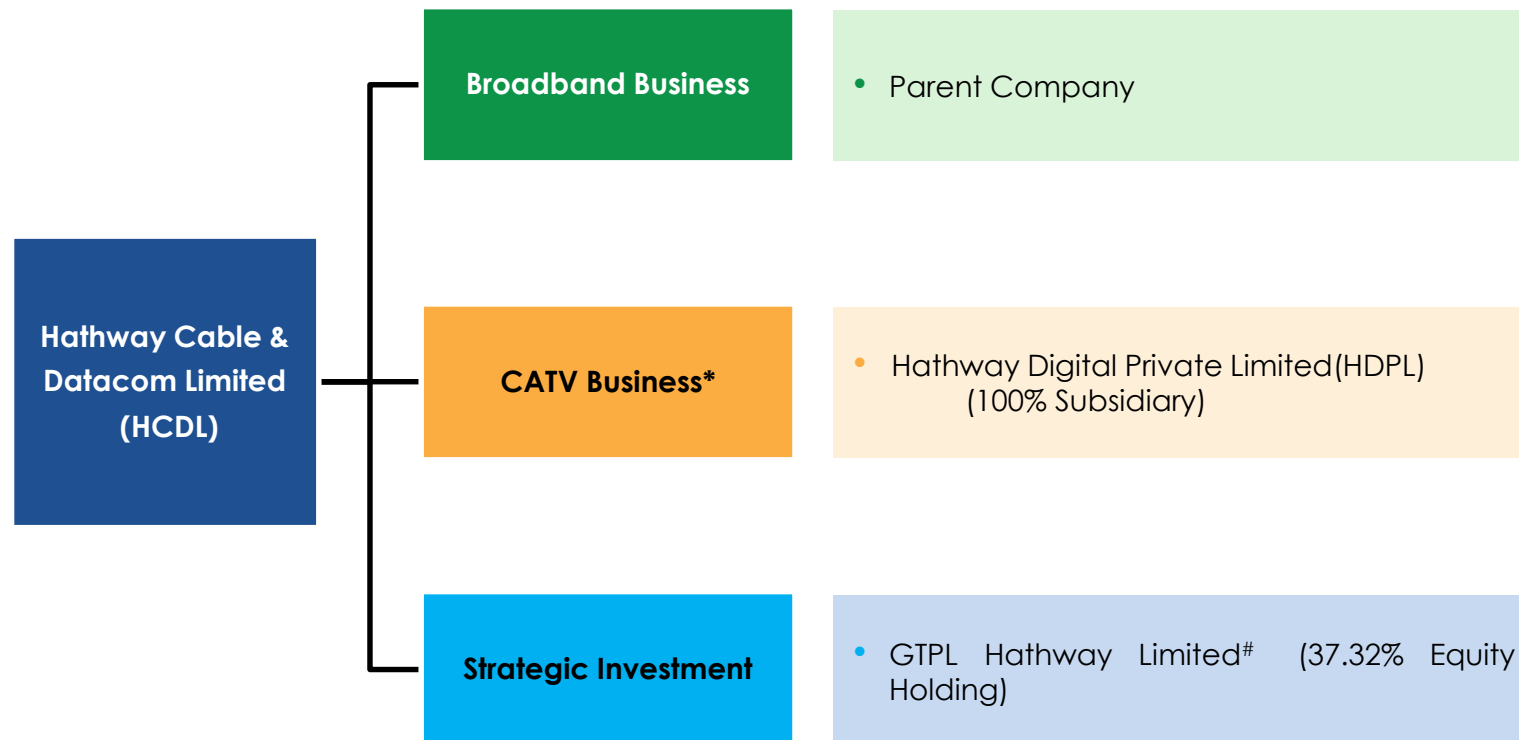 Broadband Business
• Parent Company
Hathway Cable &
Datacom Limited
(HCDL)
CATV Business*
• Hathway Digital Private Limited(HDPL)
(100% Subsidiary)
Strategic Investment
• GTPL Hathway Limited# (37.32% Equity
Holding)